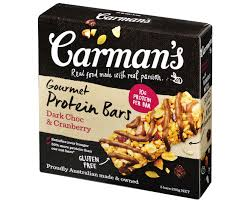 Carman's
Real food made with real passion.
Gourmet
Protein Bars
Dark Choc
& Cranberry
10g
PROTEIN
PER BAR
GLUTEN
FREE
Proudly Australian made & owned